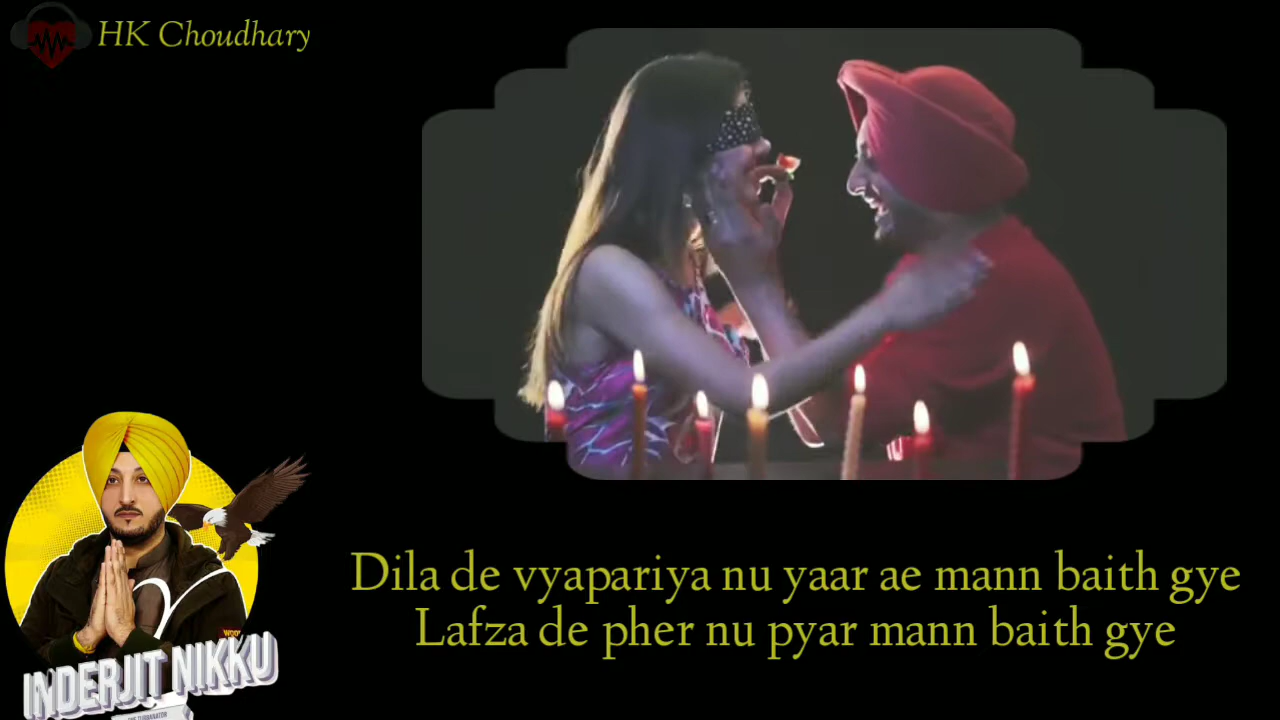 HK Choudhary
Dila de vyapariya nu yaar ae mann baith gye
Lafza de pher nu pyar mann baith gye
INDERJIT NIKKU